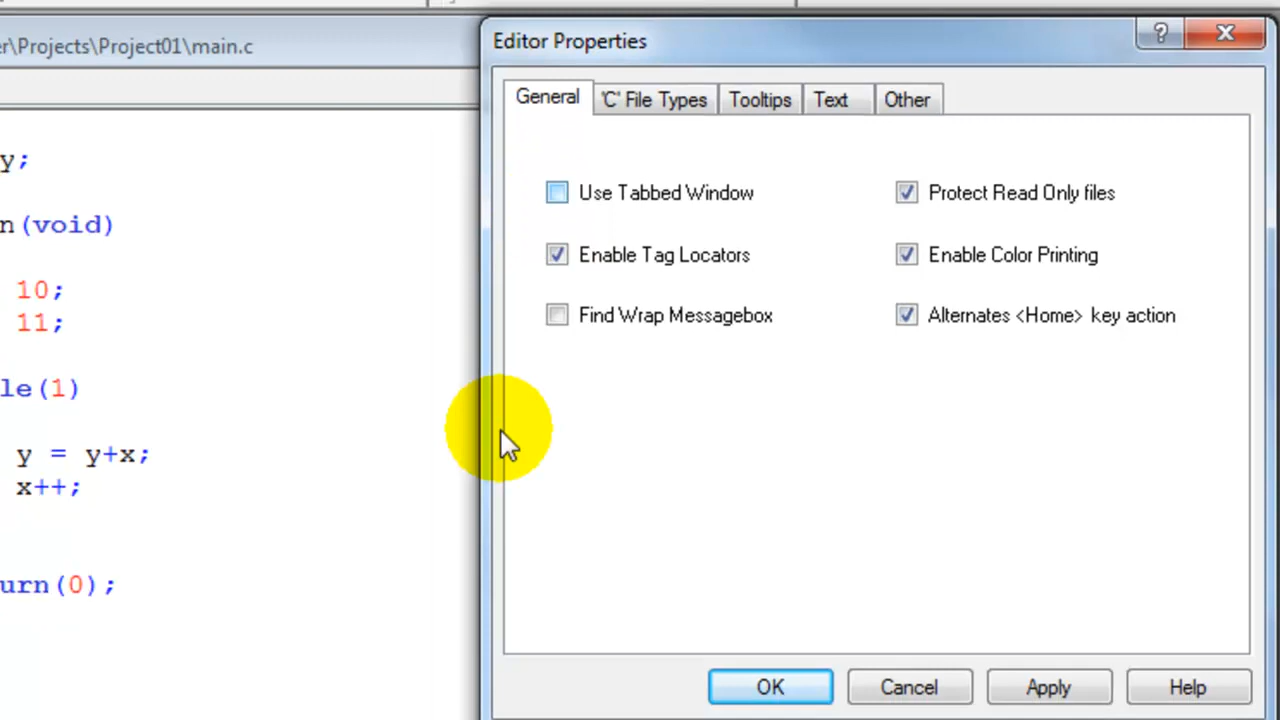 r\Projects\Project01\main.c
y;
n(void)
10;
11;
le(1)
y = y+x;
x++;
urn(0);
Editor Properties
?
General 'C' File Types Tooltips Text Other
Use Tabbed Window Protect Read Only files
Enable Tag Locators Enable Color Printing
Find Wrap Messagebox Alternates <Home> key action
OK Cancel Apply Help